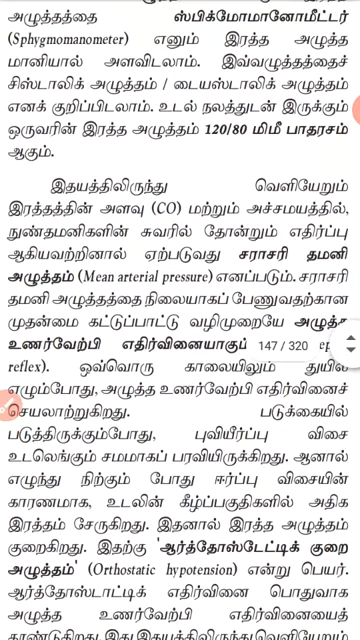 அழுத்தத்தை ஸ்பிக்மோமானோமீட்டர்
(Sphygmomanometer) எனும் இரத்த அழுத்த
மானியால் அளவிடலாம். இவ்வழுத்தத்தைச்
சிஸ்டாலிக் அழுத்தம் / டையஸ்டாலிக் அழுத்தம்
எனக் குறிப்பிடலாம். உடல் நலத்துடன் இருக்கும்
ஒருவரின் இரத்த அழுத்தம் 120/80 மிமீ பாதரசம்
ஆகும்.
இதயத்திலிருந்து வெளியேறும்
இரத்தத்தின் அளவு (CO) மற்றும் அச்சமயத்தில்,
நுண்தமனிகளின் சுவரில் தோன்றும் எதிர்ப்பு
ஆகியவற்றினால் ஏற்படுவது சராசரி தமனி
அழுத்தம் (Mean arterial pressure) எனப்படும். சராசரி
தமனி அழுத்தத்தை நிலையாகப் பேணுவதற்கான
முதன்மை கட்டுப்பாட்டு வழிமுறையே அழுத்த
உணர்வேற்பி எதிர்வினையாகும் 147 / 320
reflex). ஒவ்வொரு காலையிலும் துயில்
எழும்போது, அழுத்த உணர்வேற்பி எதிர்வினைச்
செயலாற்றுகிறது. படுக்கையில்
படுத்திருக்கும்போது, புவியீர்ப்பு விசை
உடலெங்கும் சமமாகப் பரவியிருக்கிறது. ஆனால்
எழுந்து நிற்கும் போது ஈர்ப்பு விசையின்
காரணமாக, உடலின் கீழ்ப்பகுதிகளில் அதிக
இரத்தம் சேருகிறது. இதனால் இரத்த அழுத்தம்
குறைகிறது. இதற்கு 'ஆர்த்தோஸ்டேட்டிக் குறை
அழுத்தம்' (Orthostatic hypotension) என்று பெயர்.
ஆர்த்தோஸ்டாட்டிக் எதிர்வினை பொதுவாக
அழுத்த உணர்வேற்பி எதிர்வினையைத்
தூண்டுகிறது. இது இதயத்திலிருந்து வெளியேறும்